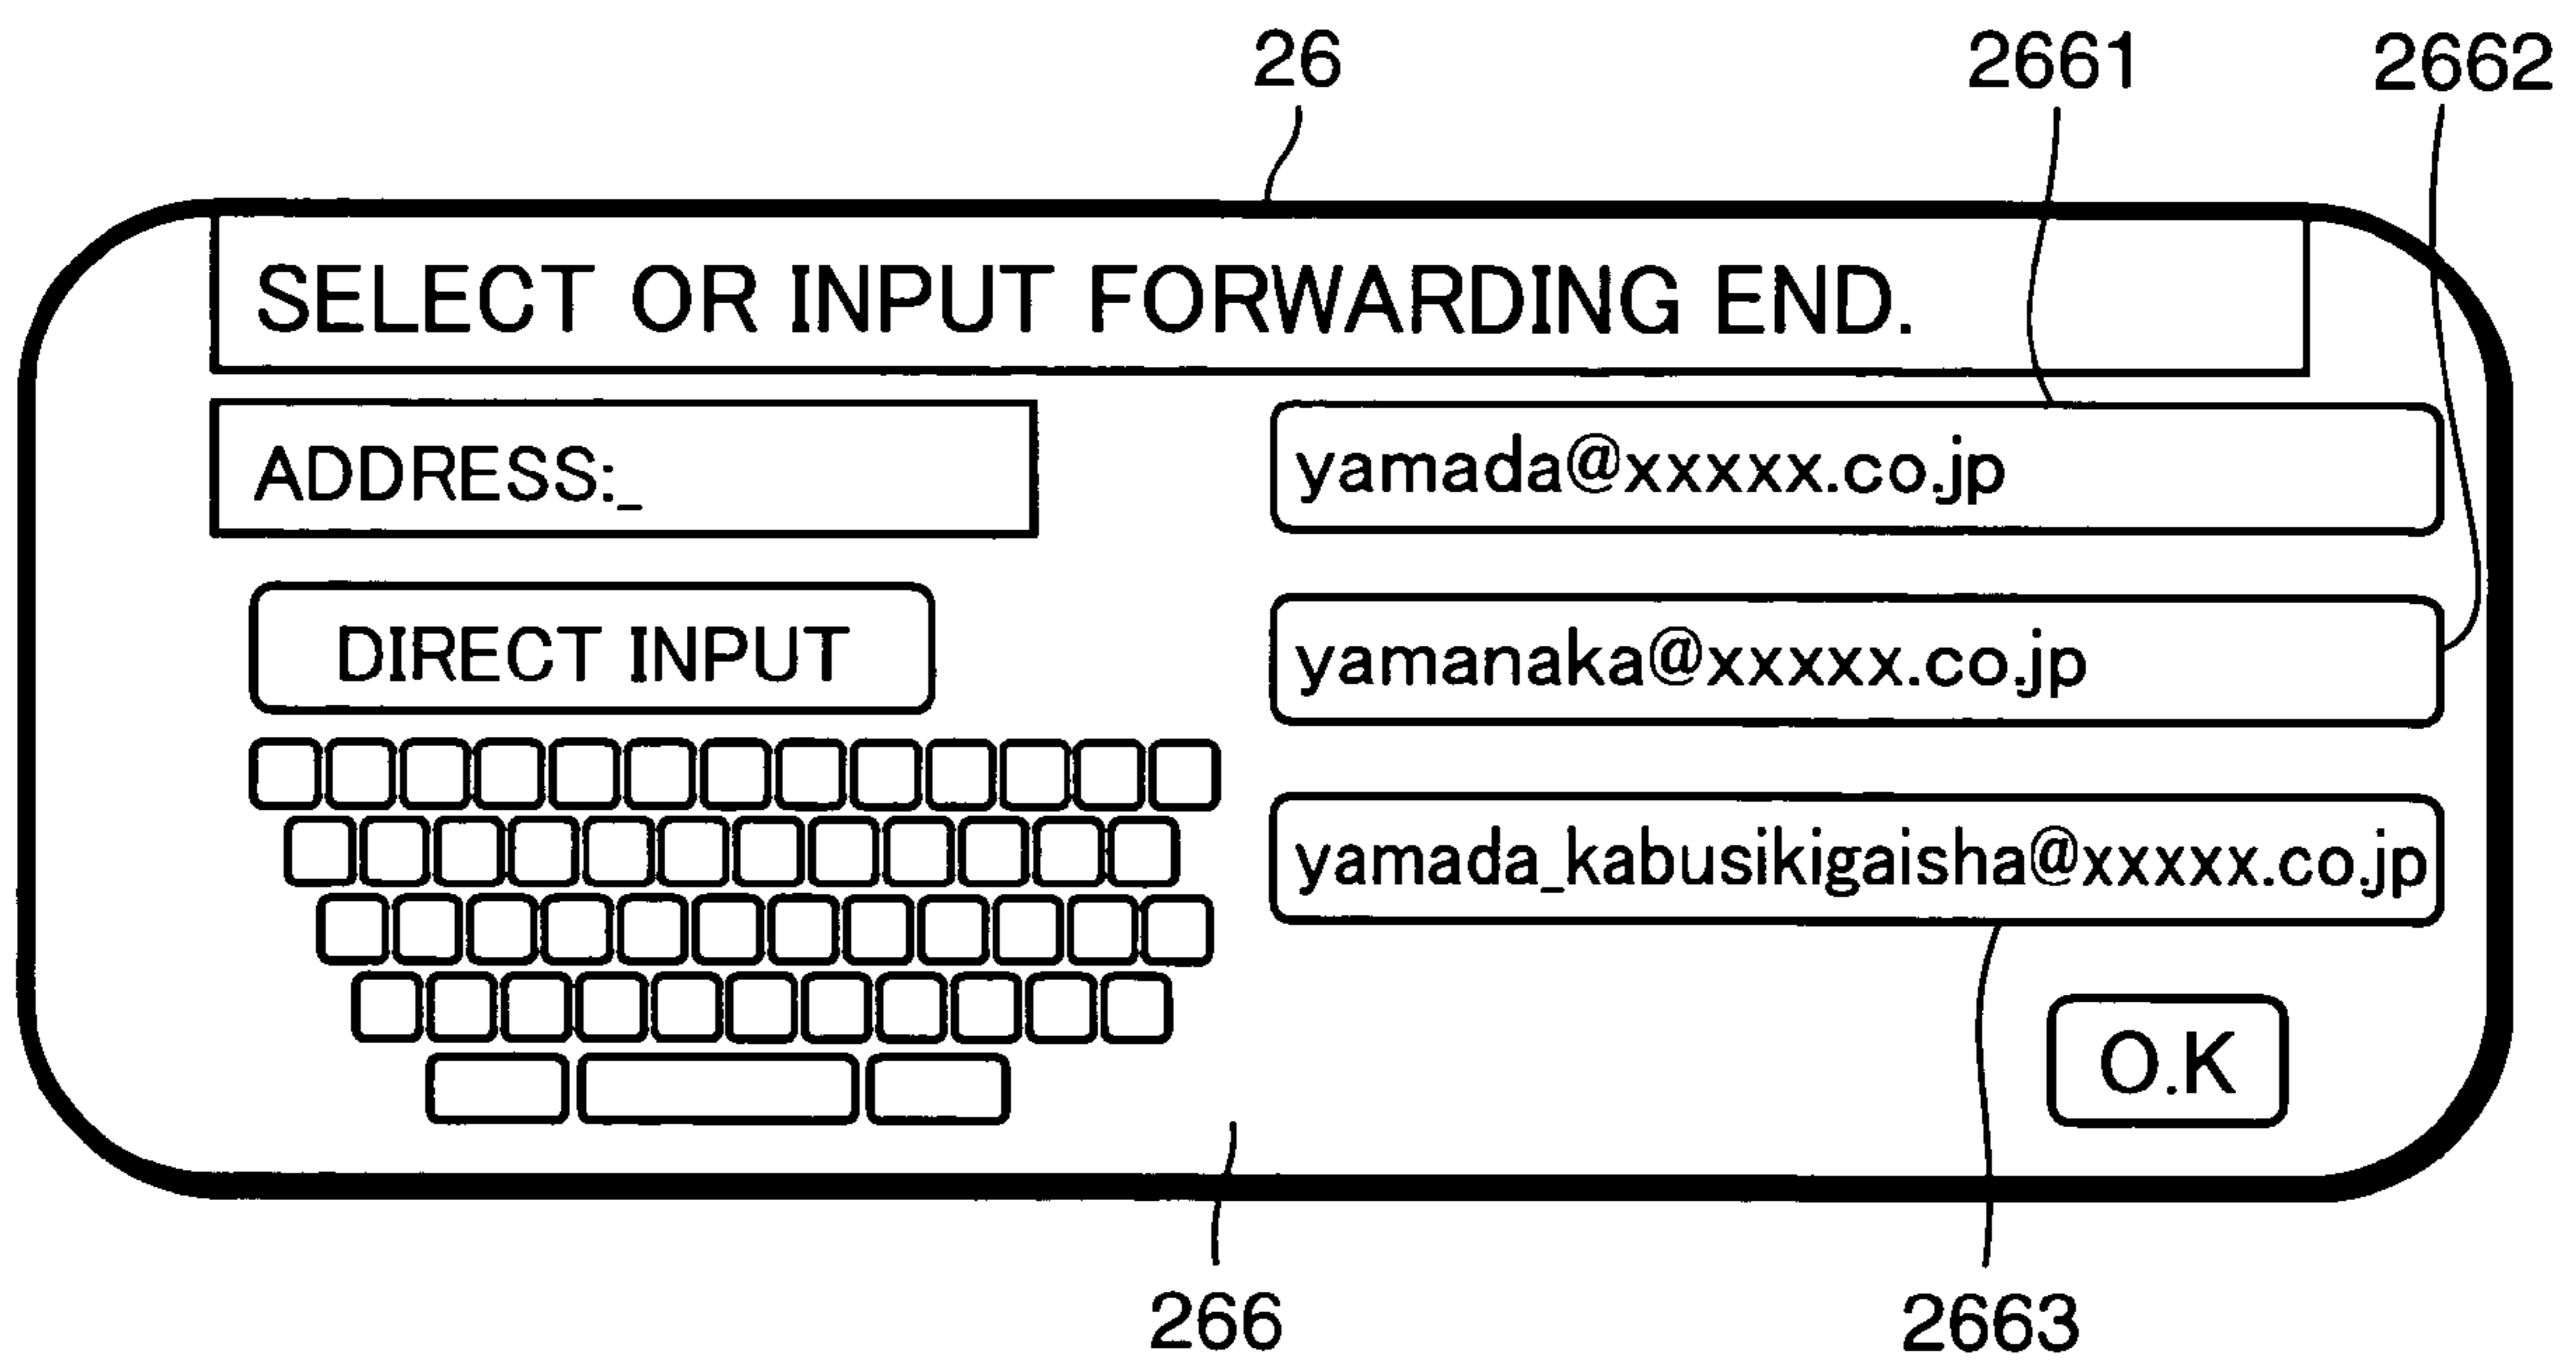 26 2661 2662
SELECT OR INPUT FORWARDING END.
ADDRESS:_
yamada@xxxxx.co.jp
DIRECT INPUT
yamanaka@xxxxx.co.jp
yamada_kabusikigaisha@xxxxx.co.jp
O.K
266 2663